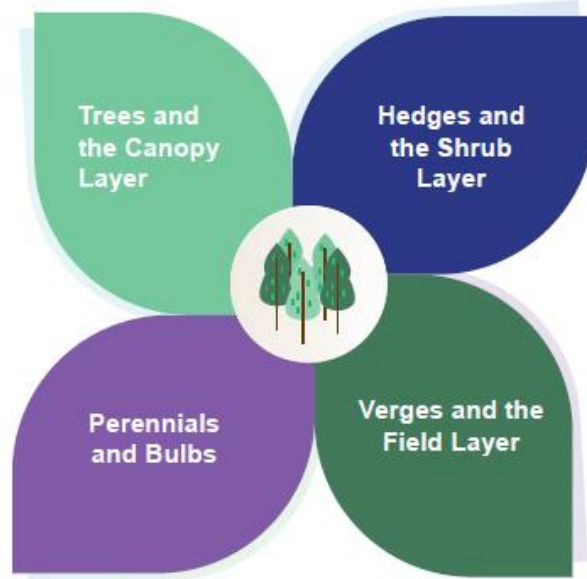 Trees and
the Canopy
Layer
Hedges and
the Shrub
Layer
Perennials
and Bulbs
Verges and the
Field Layer